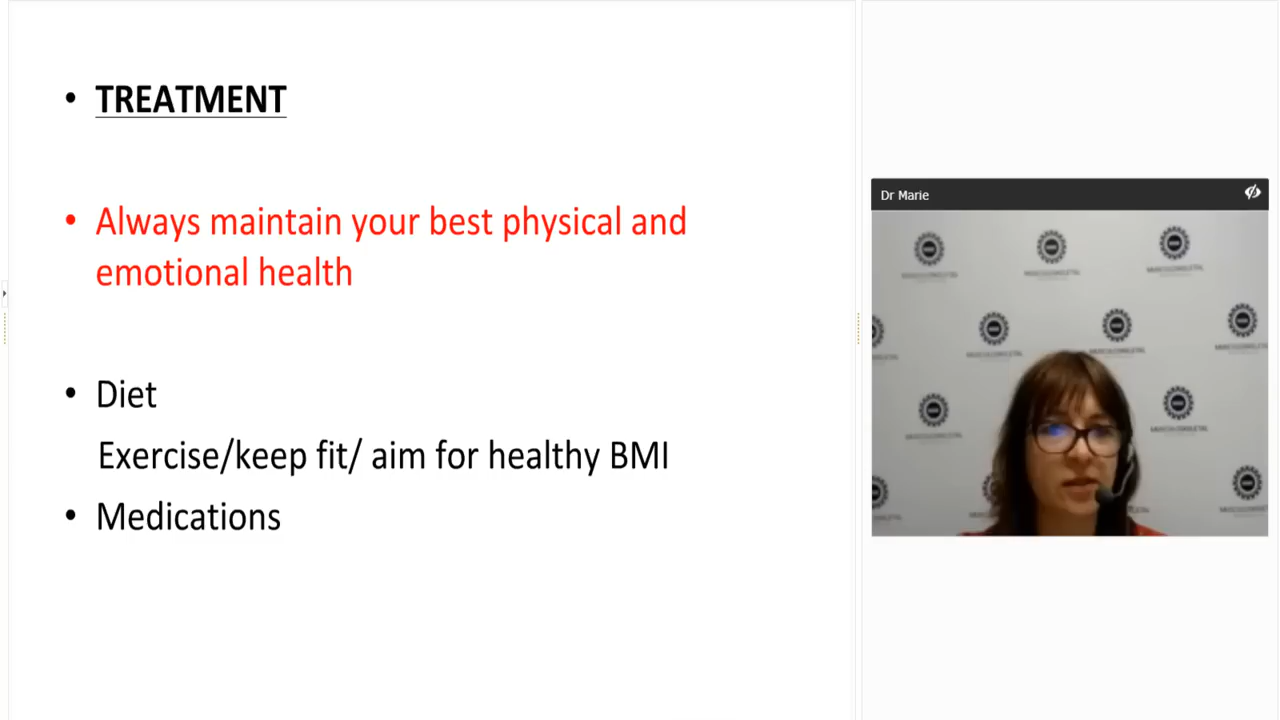 • TREATMENT
• Always maintain your best physical and
emotional health
• Diet
Exercise/keep fit/ aim for healthy BMI
• Medications
Dr Marie